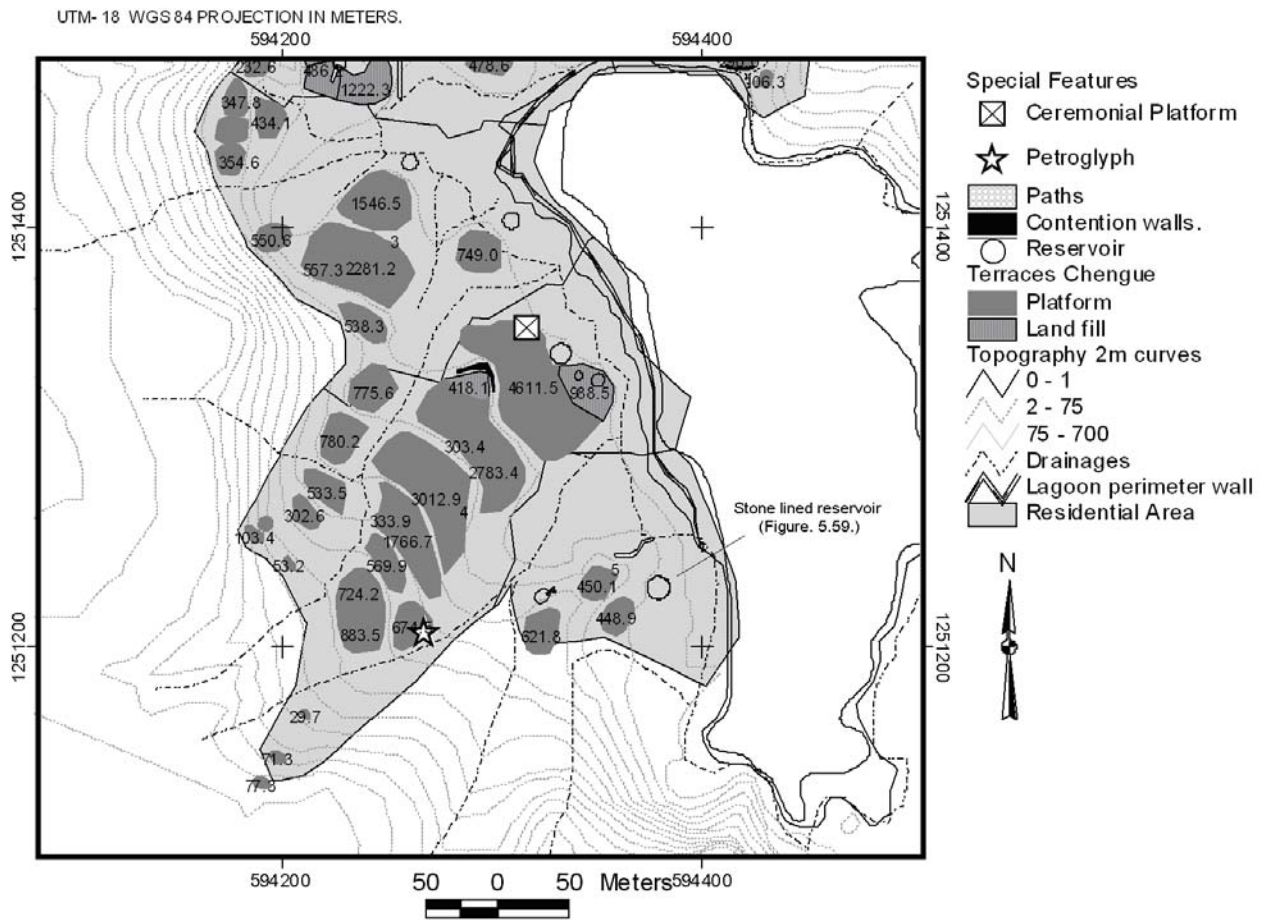 UTM- 18 WGS 84 PROJECTION IN METERS.
594200
594400
232.6
436.2
1222.3
478.6
306.3
347.8
434.1
354.6
1546.5
1251400
550.6
3
557.3
2281.2
749.0
1251400
538.3
775.6
418.1
4611.5
988.5
780.2
303.4
2783.4
533.5
3012.9
4
302.6
333.9
1766.7
103.4
569.9
53.2
Stone lined reservoir
(Figure. 5.59.)
5
450.1
724.2
448.9
883.5
621.8
1251200
1251200
29.7
71.3
77.3
594200
594400
50 0 50 Meters
Special Features
Ceremonial Platform
Petroglyph
Paths
Contention walls.
Reservoir
Terraces Chengue
Platform
Land fill
Topography 2m curves
0 - 1
2 - 75
75 - 700
Drainages
Lagoon perimeter wall
Residential Area
N